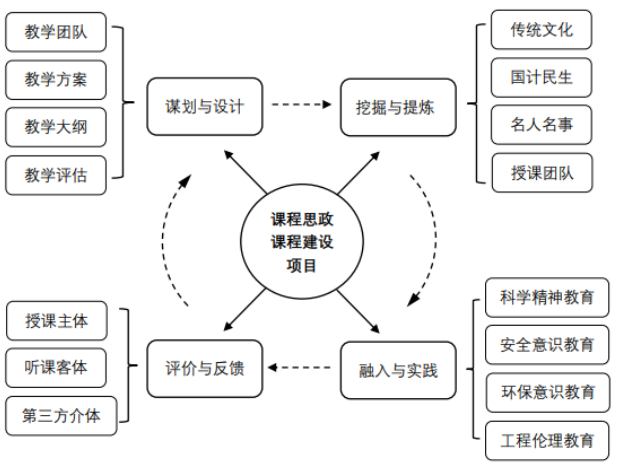 教学团队
教学方案
教学大纲
教学评估
谋划与设计
挖掘与提炼
传统文化
国计民生
名人名事
授课团队
课程思政
课程建设
项目
授课主体
听课客体
第三方介体
评价与反馈
融入与实践
科学精神教育
安全意识教育
环保意识教育
工程伦理教育